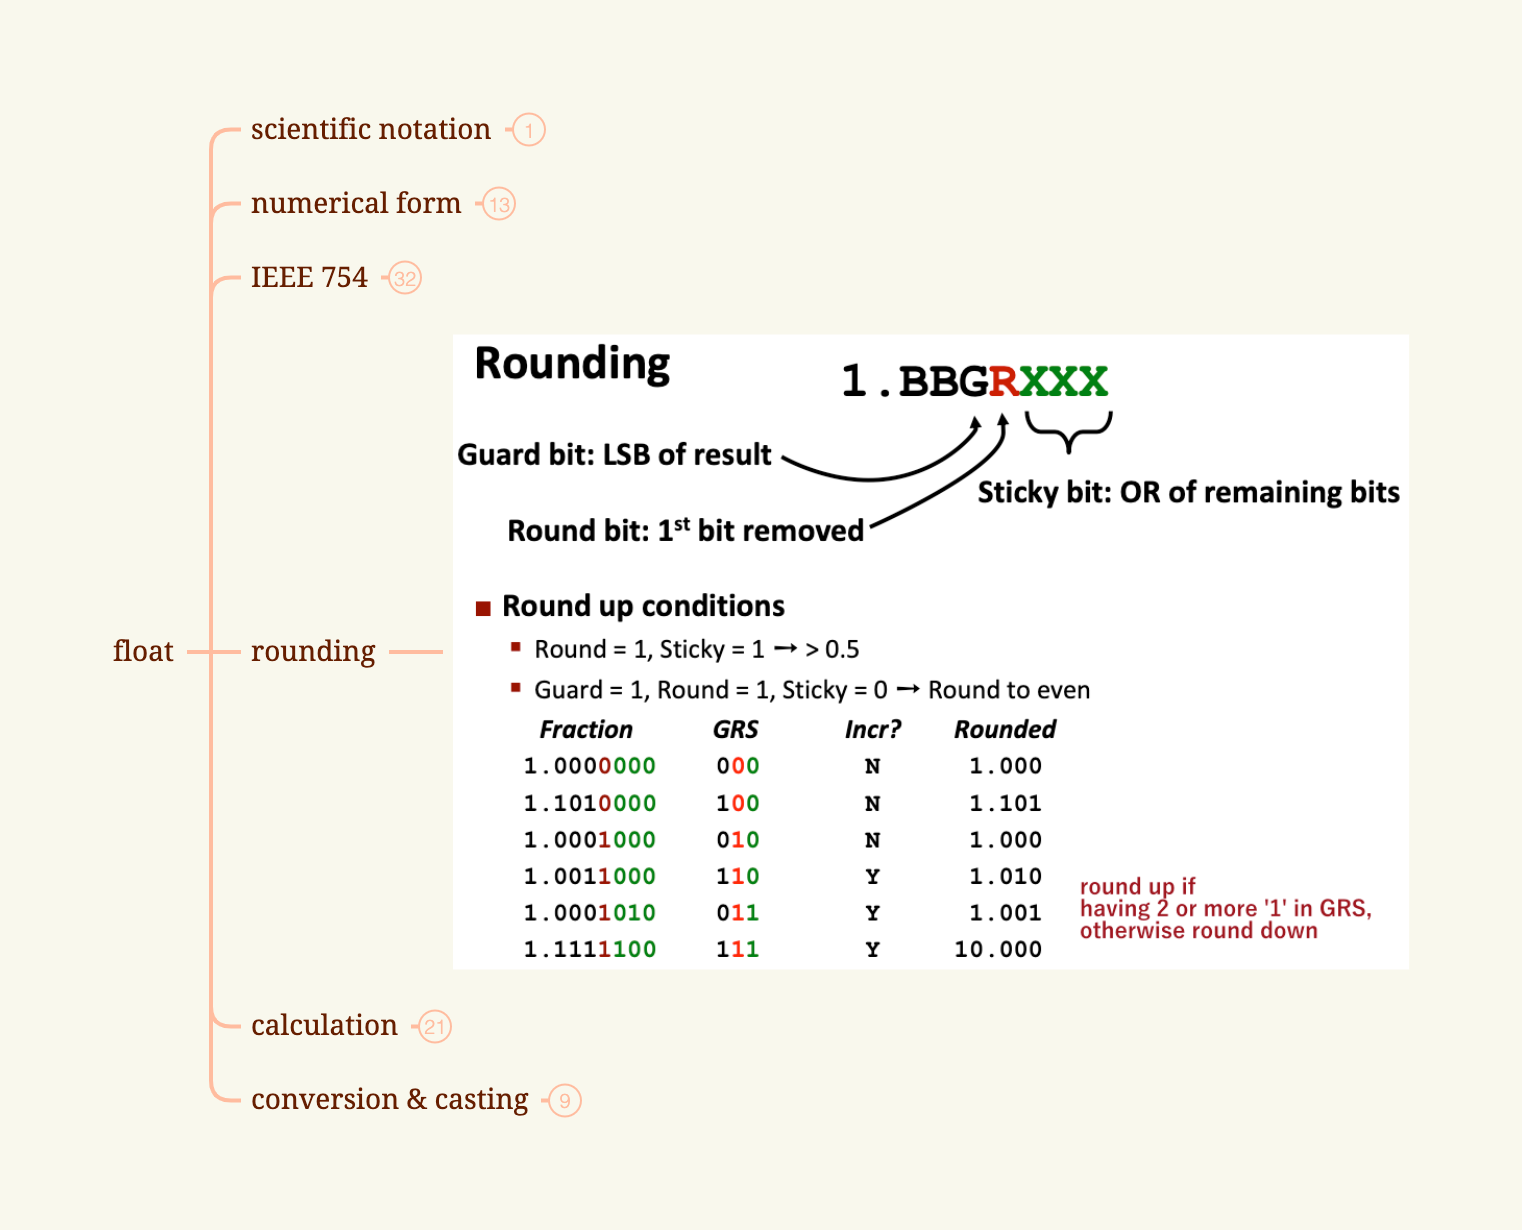 scientific notation 1
numerical form 13
IEEE 754 32
Rounding
1.BBGRXXX
Guard bit: LSB of result
Sticky bit: OR of remaining bits
Round bit: 1st bit removed
Round up conditions
Round = 1, Sticky = 1 → > 0.5
Guard = 1, Round = 1, Sticky = 0 → Round to even
Fraction GRS Incr? Rounded
1.0000000 000 N 1.000
1.1010000 100 N 1.101
1.0001000 010 N 1.000
1.0011000 110 Y 1.010
1.0001010 011 Y 1.001
1.1111100 111 Y 10.000
round up if
having 2 or more '1' in GRS,
otherwise round down
float
rounding
calculation 21
conversion & casting 9